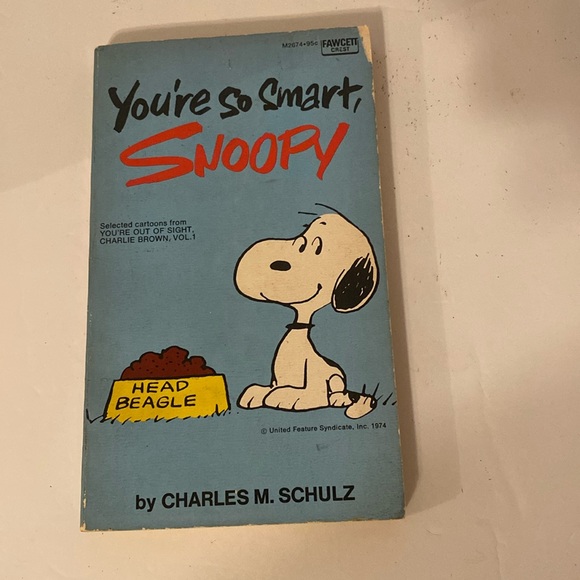 M2674•95c FAWCETT
CREST
You're so smart,
SNOOPY
Selected cartoons from
YOU'RE OUT OF SIGHT,
CHARLIE BROWN, VOL.1
HEAD
BEAGLE
© United Feature Syndicate, Inc. 1974
by CHARLES M. SCHULZ